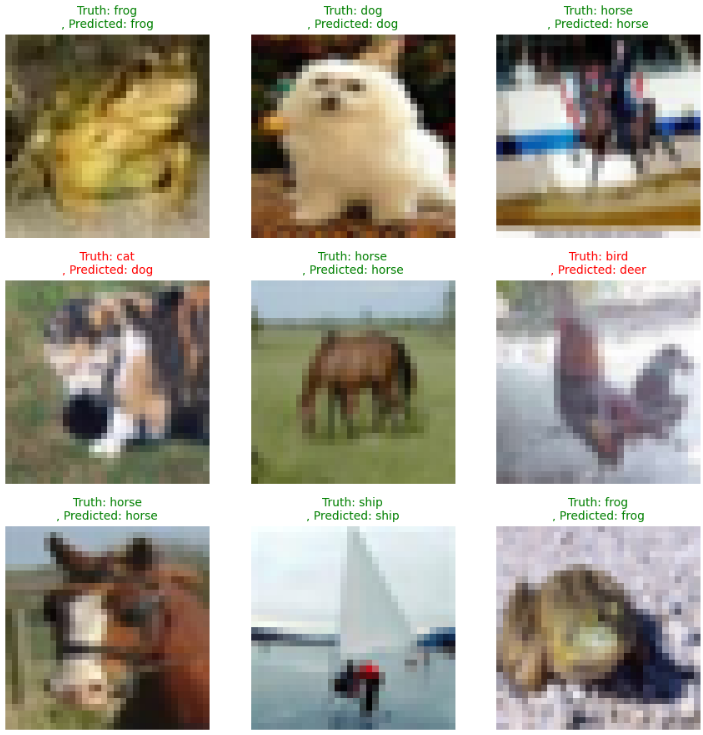 Truth: frog
, Predicted: frog
Truth: dog
, Predicted: dog
Truth: horse
, Predicted: horse
Truth: cat
, Predicted: dog
Truth: horse
, Predicted: horse
Truth: bird
, Predicted: deer
Truth: horse
, Predicted: horse
Truth: ship
, Predicted: ship
Truth: frog
, Predicted: frog